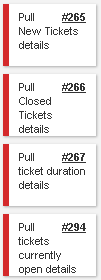 Pull #265
New Tickets
details
Pull #266
Closed
Tickets
details
Pull #267
ticket duration
details
Pull #294
tickets
currently
open details